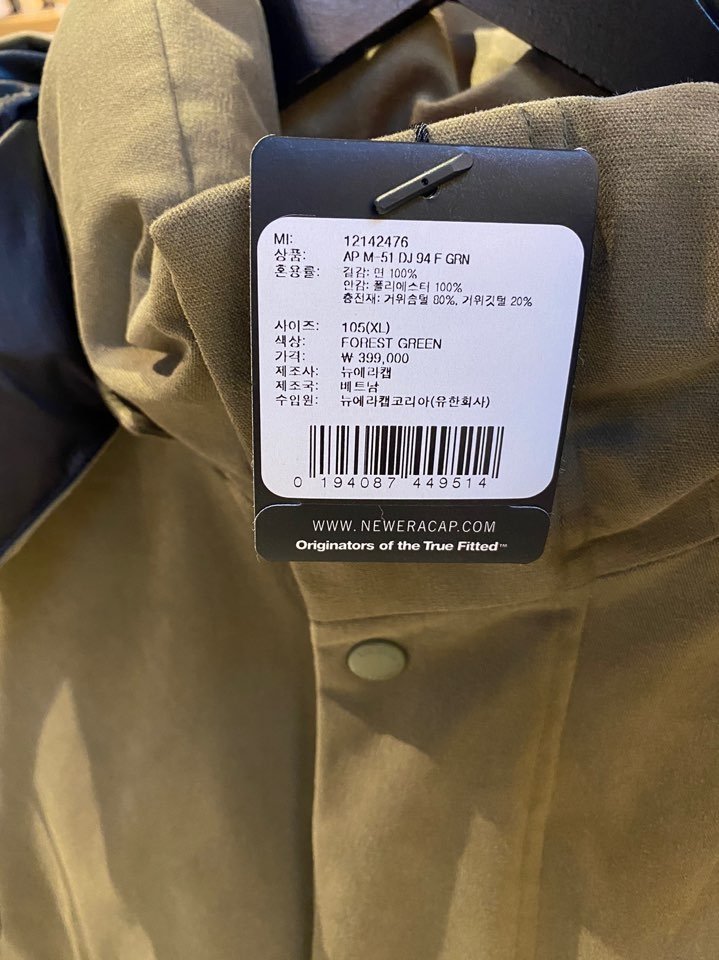 MI: 12142476
상품: AP M-51 DJ 94 F GRN
혼용률: 겉감: 면 100%
안감: 폴리에스터 100%
충전재: 거위솜털 80%, 거위깃털 20%
사이즈: 105(XL)
색상: FOREST GREEN
가격: ₩ 399,000
제조사: 뉴에라캡
제조국: 베트남
수입원: 뉴에라캡코리아(유한회사)
0 194087 449514
WWW.NEWERACAP.COM
Originators of the True Fitted™